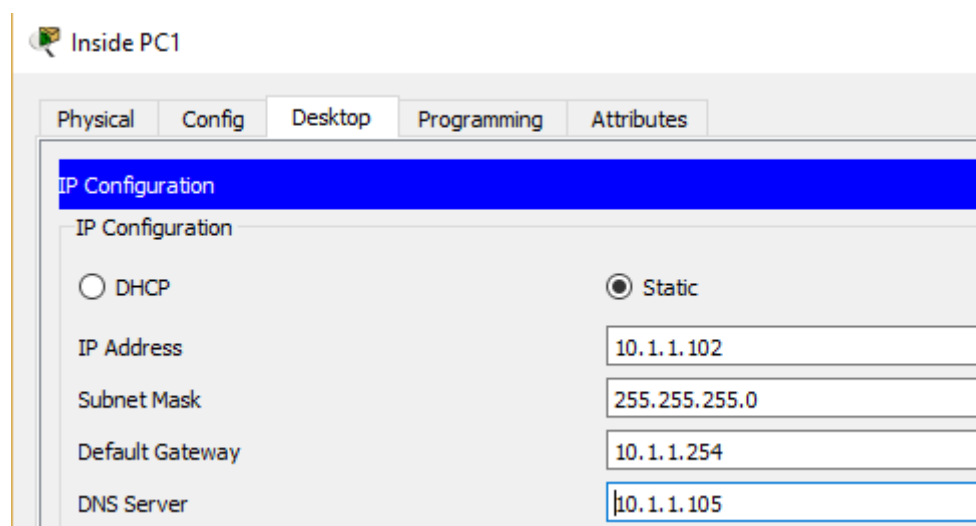 Inside PC1
Physical Config Desktop Programming Attributes
IP Configuration
IP Configuration
DHCP Static
IP Address 10.1.1.102
Subnet Mask 255.255.255.0
Default Gateway 10.1.1.254
DNS Server 10.1.1.105